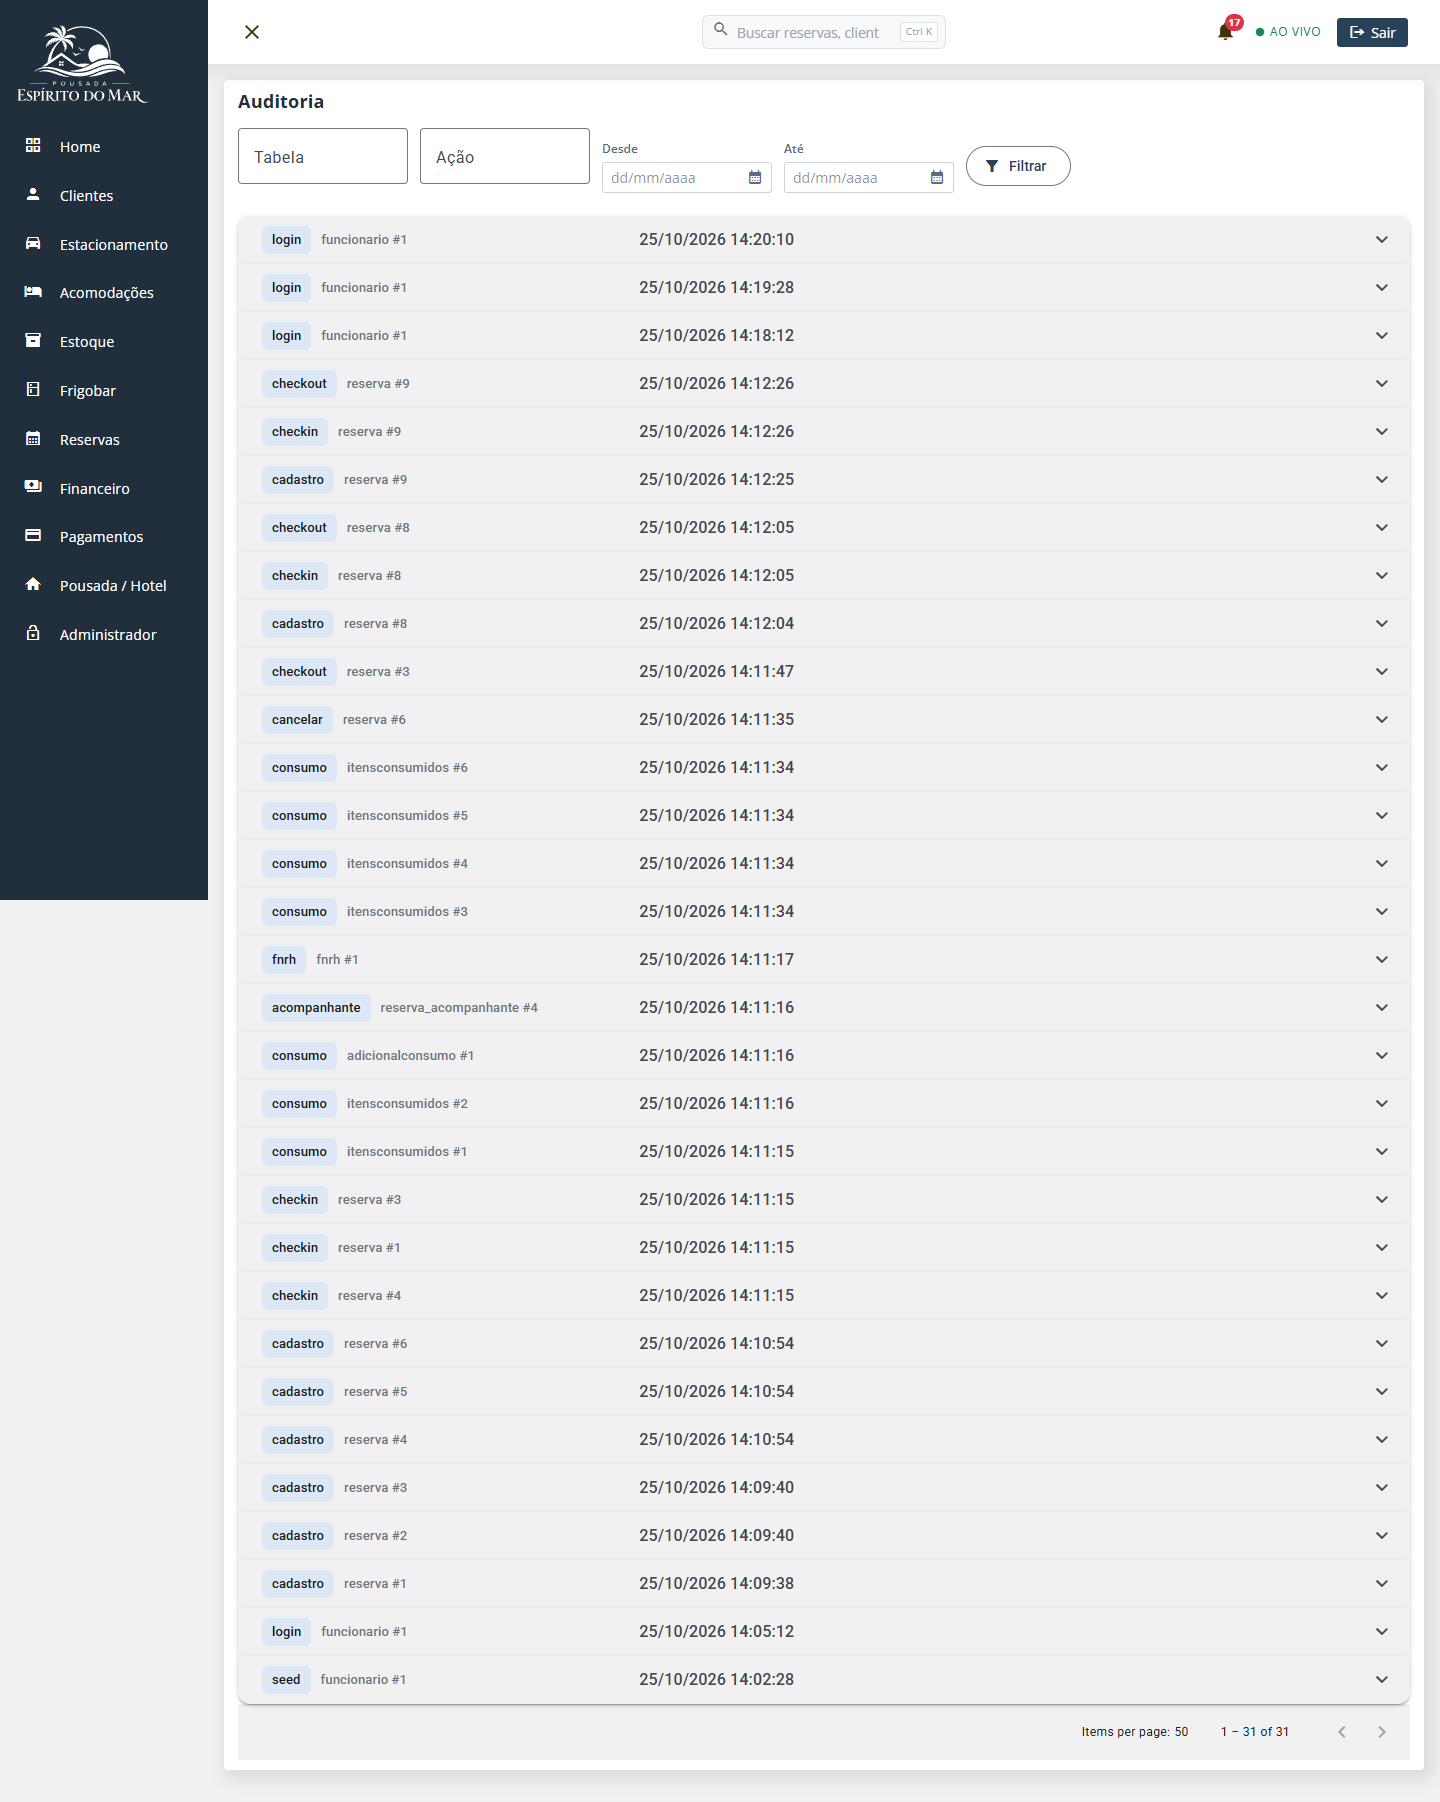 POUSADA
ESPÍRITO DO MAR
Home
Clientes
Estacionamento
Acomodações
Estoque
Frigobar
Reservas
Financeiro
Pagamentos
Pousada / Hotel
Administrador
Buscar reservas, client
Ctrl K
17
AO VIVO
Sair
Auditoria
Tabela
Ação
Desde
dd/mm/aaaa
Até
dd/mm/aaaa
Filtrar
login funcionario #1 25/10/2026 14:20:10
login funcionario #1 25/10/2026 14:19:28
login funcionario #1 25/10/2026 14:18:12
checkout reserva #9 25/10/2026 14:12:26
checkin reserva #9 25/10/2026 14:12:26
cadastro reserva #9 25/10/2026 14:12:25
checkout reserva #8 25/10/2026 14:12:05
checkin reserva #8 25/10/2026 14:12:05
cadastro reserva #8 25/10/2026 14:12:04
checkout reserva #3 25/10/2026 14:11:47
cancelar reserva #6 25/10/2026 14:11:35
consumo itensconsumidos #6 25/10/2026 14:11:34
consumo itensconsumidos #5 25/10/2026 14:11:34
consumo itensconsumidos #4 25/10/2026 14:11:34
consumo itensconsumidos #3 25/10/2026 14:11:34
fnrh fnrh #1 25/10/2026 14:11:17
acompanhante reserva_acompanhante #4 25/10/2026 14:11:16
consumo adicionalconsumo #1 25/10/2026 14:11:16
consumo itensconsumidos #2 25/10/2026 14:11:16
consumo itensconsumidos #1 25/10/2026 14:11:15
checkin reserva #3 25/10/2026 14:11:15
checkin reserva #1 25/10/2026 14:11:15
checkin reserva #4 25/10/2026 14:11:15
cadastro reserva #6 25/10/2026 14:10:54
cadastro reserva #5 25/10/2026 14:10:54
cadastro reserva #4 25/10/2026 14:10:54
cadastro reserva #3 25/10/2026 14:09:40
cadastro reserva #2 25/10/2026 14:09:40
cadastro reserva #1 25/10/2026 14:09:38
login funcionario #1 25/10/2026 14:05:12
seed funcionario #1 25/10/2026 14:02:28
Items per page: 50 1 – 31 of 31